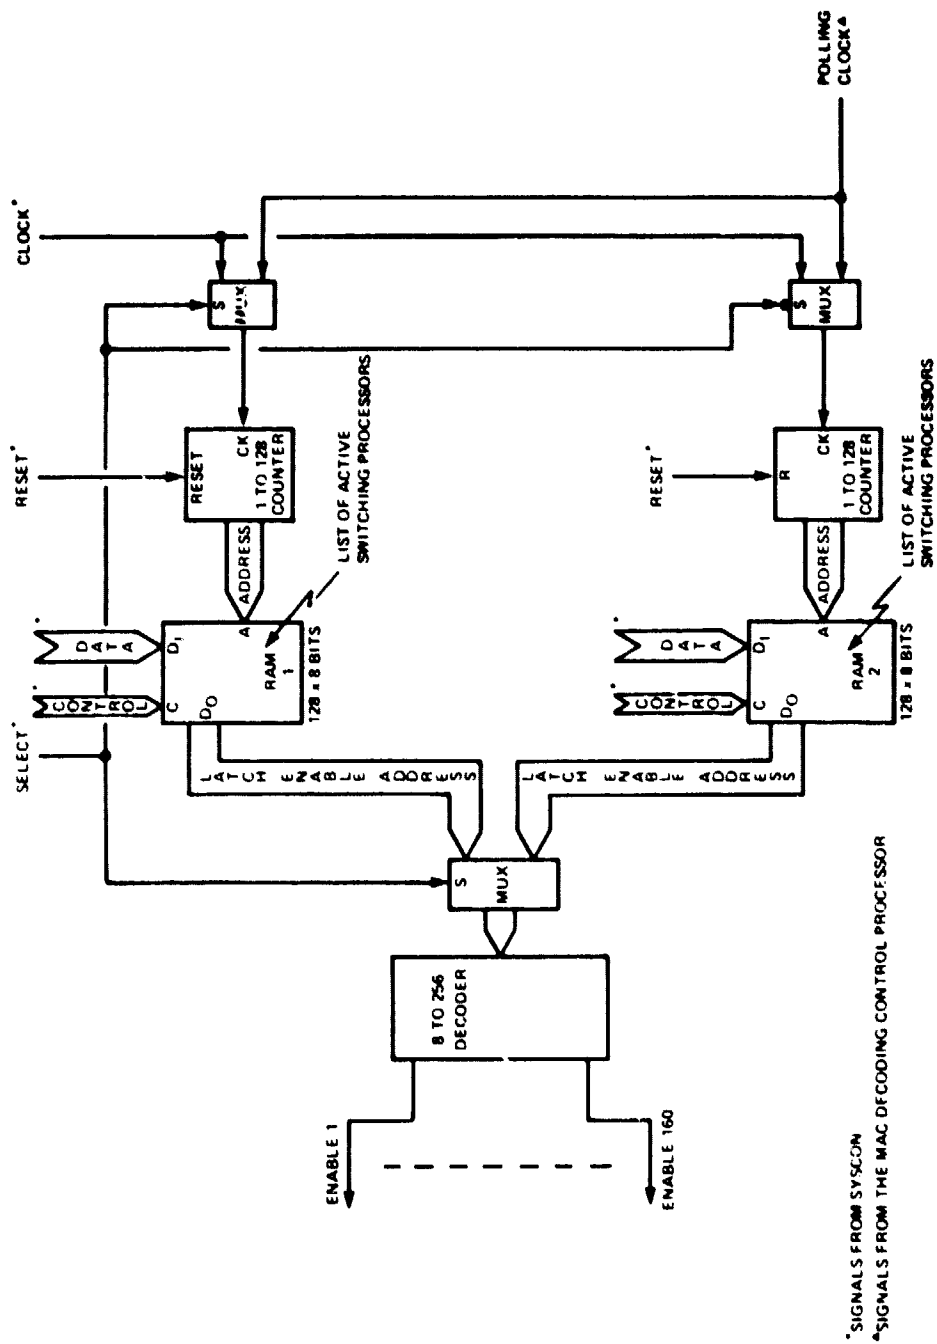 CLOCK*
POLLING
CLOCK▲
S
MUX
S
MUX
RESET*
RESET
CK
1 TO 128
COUNTER
RESET*
R
CK
1 TO 128
COUNTER
ADDRESS
LIST OF ACTIVE
SWITCHING PROCESSORS
ADDRESS
LIST OF ACTIVE
SWITCHING PROCESSORS
SELECT*
CONTROL*
DATA*
C
DI
DO
A
RAM
1
128 x 8 BITS
CONTROL*
DATA*
C
DI
DO
A
RAM
2
128 x 8 BITS
LATCH ENABLE ADDRESS
LATCH ENABLE ADDRESS
S
MUX
8 TO 256
DECODER
ENABLE 1
ENABLE 160
*SIGNALS FROM SYSCON
▲SIGNALS FROM THE MAC DECODING CONTROL PROCESSOR